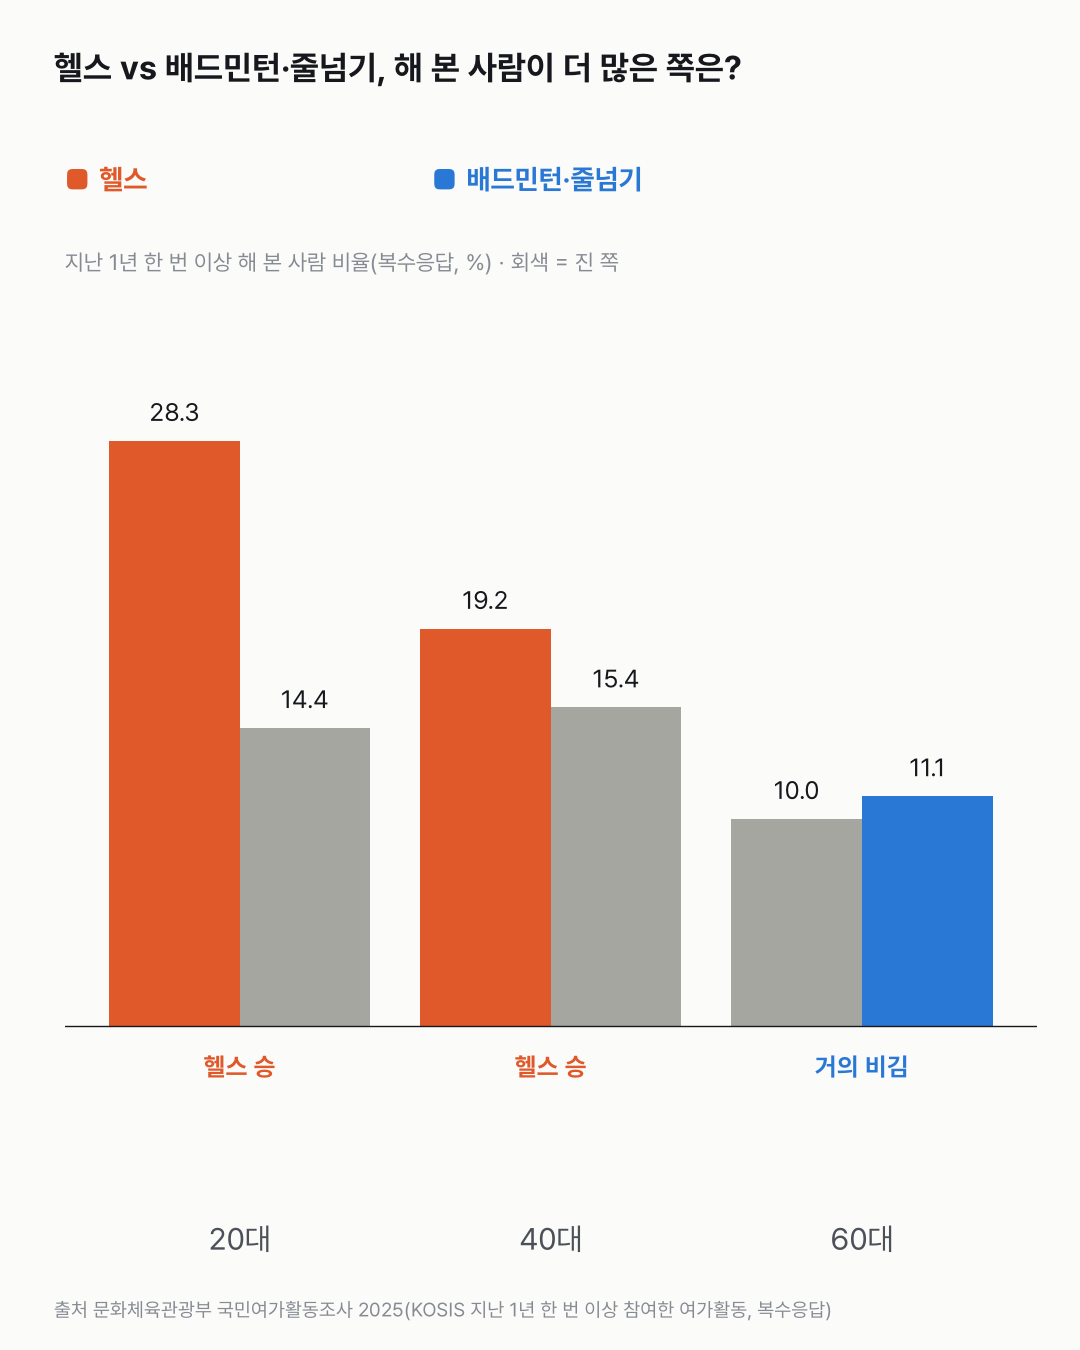 헬스 vs 배드민턴·줄넘기, 해 본 사람이 더 많은 쪽은?
헬스
배드민턴·줄넘기
지난 1년 한 번 이상 해 본 사람 비율(복수응답, %) · 회색 = 진 쪽
28.3
14.4
19.2
15.4
10.0
11.1
헬스 승
헬스 승
거의 비김
20대
40대
60대
출처 문화체육관광부 국민여가활동조사 2025(KOSIS 지난 1년 한 번 이상 참여한 여가활동, 복수응답)